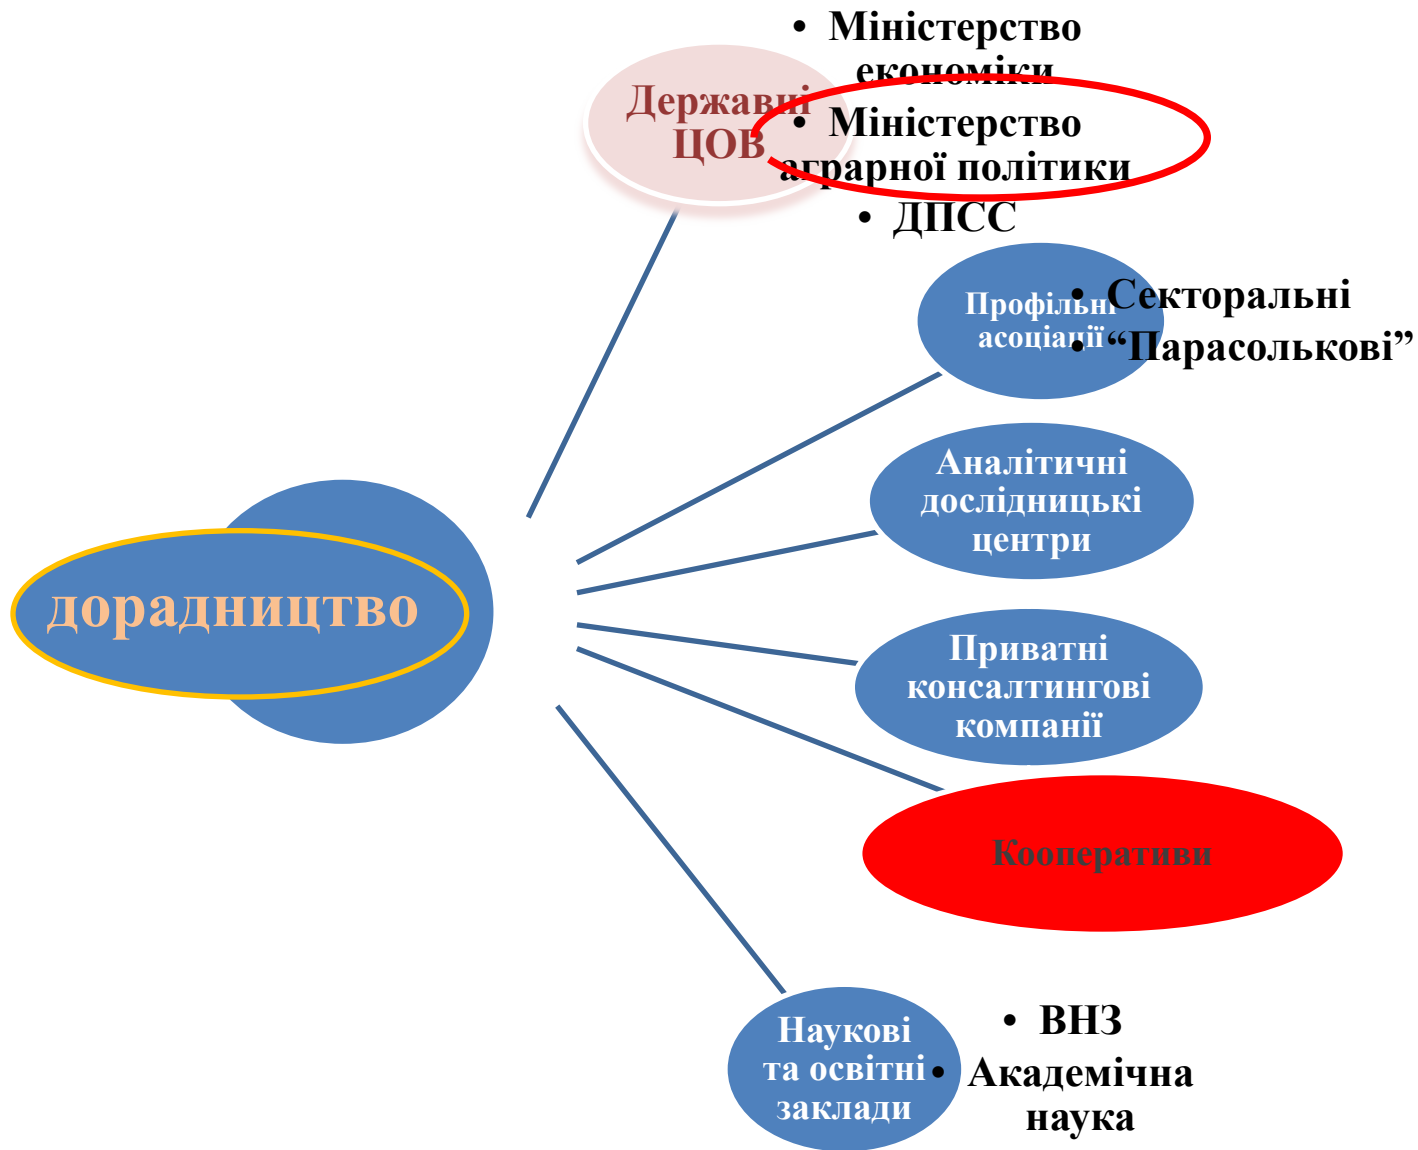 • Міністерство
економіки
Державні
ЦОВ
• Міністерство
аграрної політики
• ДПСС
Профільні
асоціації
• Секторальні
• “Парасолькові”
Аналітичні
дослідницькі
центри
дорадництво
Приватні
консалтингові
компанії
Кооперативи
Наукові
та освітні
заклади
• ВНЗ
• Академічна
наука